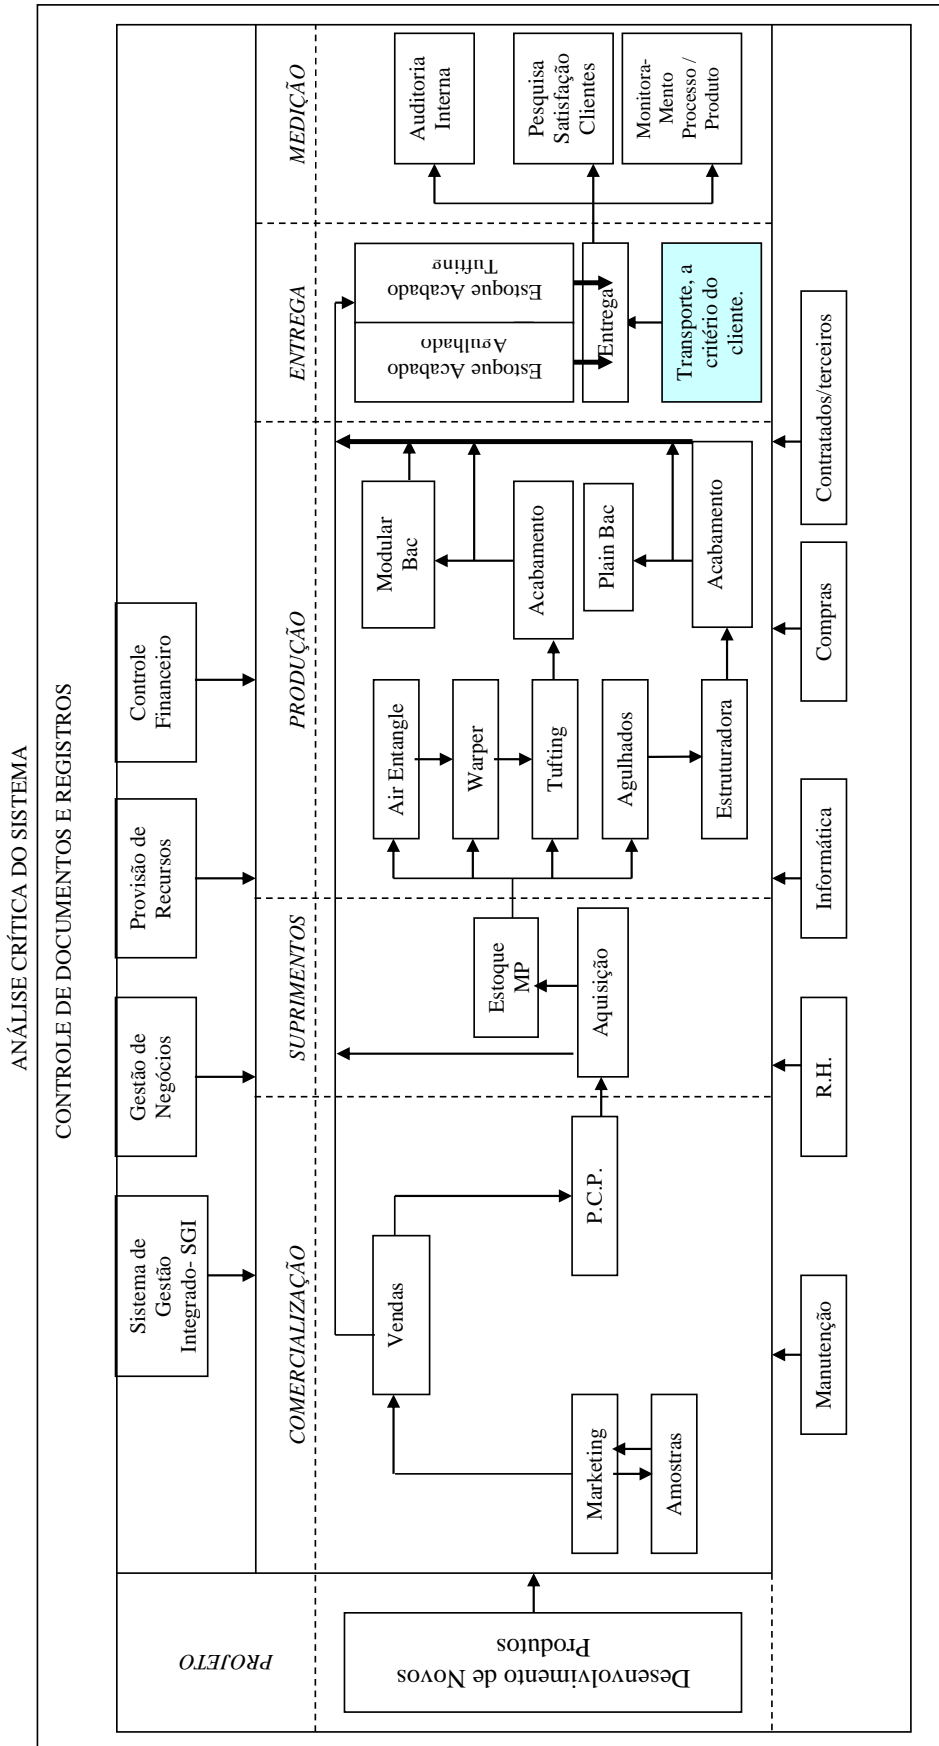 ANÁLISE CRÍTICA DO SISTEMA
CONTROLE DE DOCUMENTOS E REGISTROS
Sistema de
Gestão
Integrado- SGI
Gestão de
Negócios
Provisão de
Recursos
Controle
Financeiro
PROJETO
COMERCIALIZAÇÃO
SUPRIMENTOS
PRODUÇÃO
ENTREGA
MEDIÇÃO
Desenvolvimento de Novos
Produtos
Marketing
Amostras
Vendas
P.C.P.
Aquisição
Estoque
MP
Air Entangle
Warper
Tufting
Agulhados
Estruturadora
Modular
Bac
Acabamento
Plain Bac
Acabamento
Estoque Acabado
Agulhado
Estoque Acabado
Tuffing
Entrega
Transporte, a
critério do
cliente.
Auditoria
Interna
Pesquisa
Satisfação
Clientes
Monitora-
Mento
Processo /
Produto
Manutenção
R.H.
Informática
Compras
Contratados/terceiros